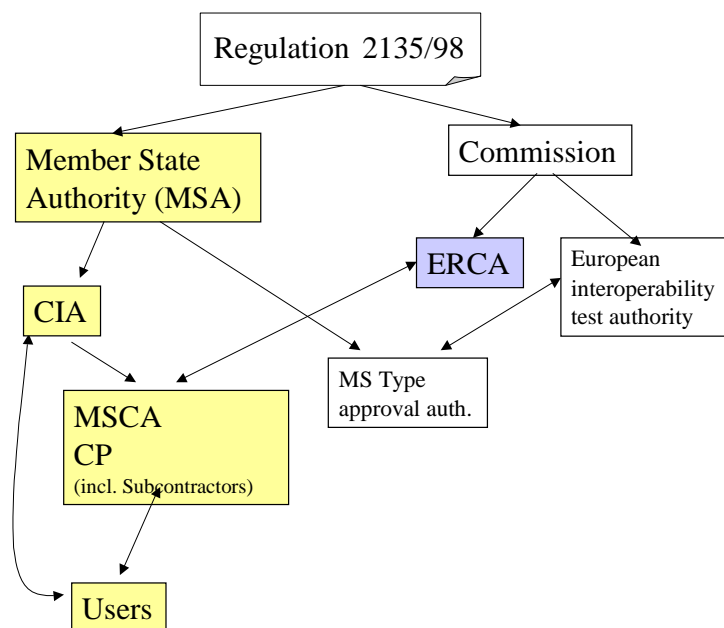 Regulation 2135/98
Member State
Authority (MSA)
Commission
ERCA
European
interoperability
test authority
CIA
MS Type
approval auth.
MSCA
CP
(incl. Subcontractors)
Users